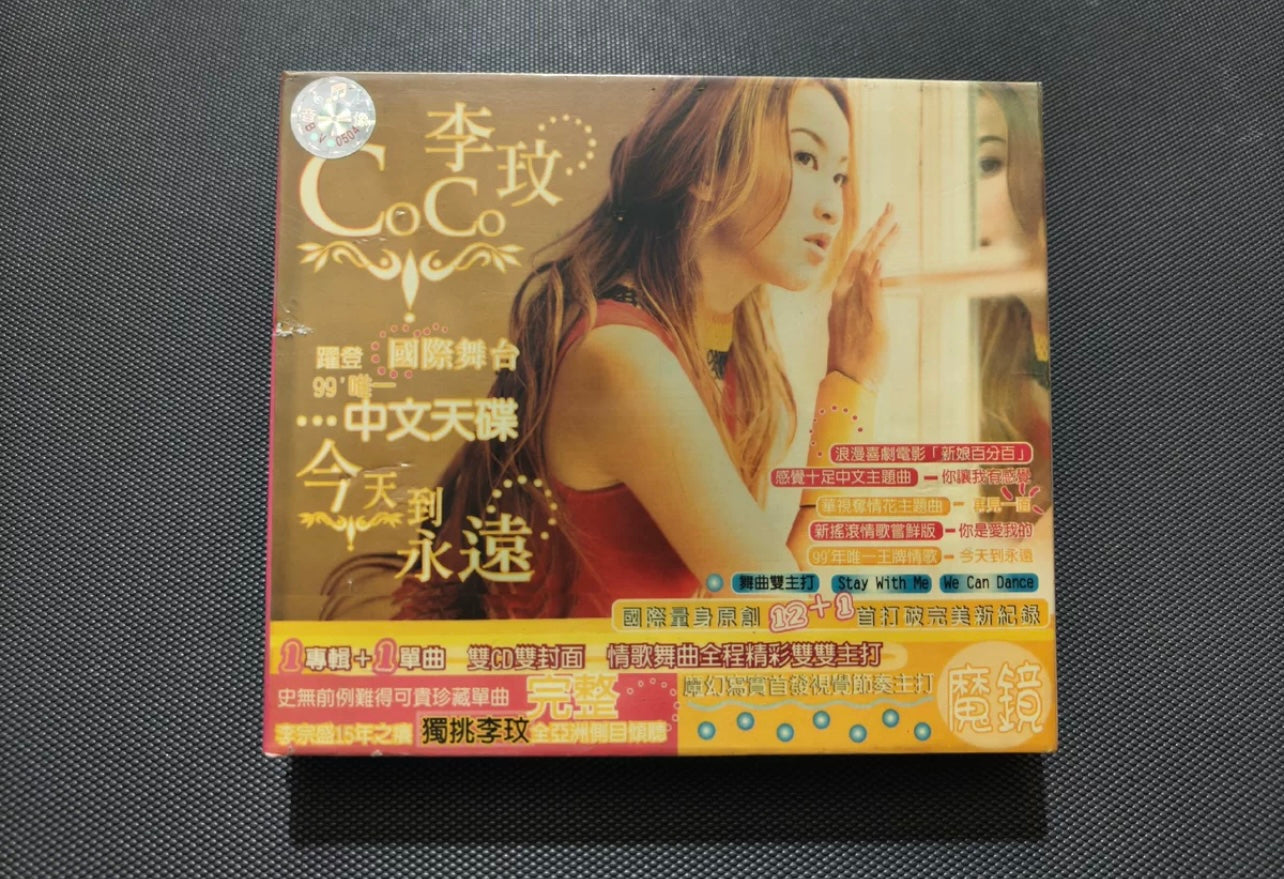 李玟
CoCo
躍登國際舞台
99'唯一
…中文天碟
今天到永遠
浪漫喜劇電影「新娘百分百」
感覺十足中文主題曲－你讓我有感覺
華視奪情花主題曲－再見一面
新搖滾情歌嘗鮮版－你是愛我的
99'年唯一王牌情歌－今天到永遠
舞曲雙主打 Stay With Me We Can Dance
國際量身原創12+1首打破完美新紀錄
1專輯+1單曲 雙CD雙封面 情歌舞曲全程精彩雙雙主打
史無前例難得可貴珍藏單曲 完整
李宗盛15年之癢 獨挑李玟 全亞洲側目傾聽
魔幻寫實首發視覺節奏主打
魔鏡